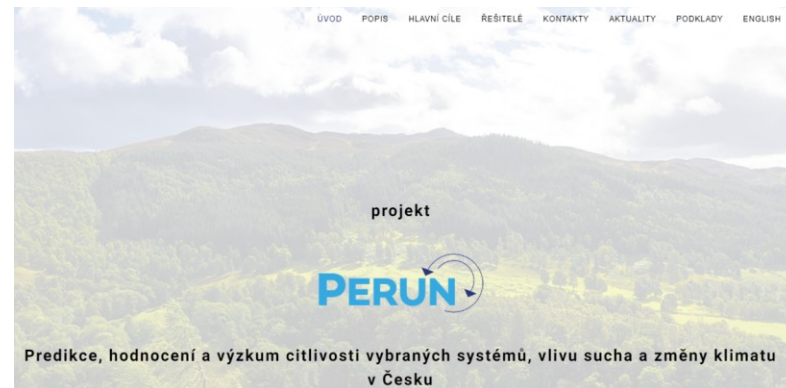 ÚVOD POPIS HLAVNÍ CÍLE ŘEŠITELÉ KONTAKTY AKTUALITY PODKLADY ENGLISH
projekt
PERUN
Predikce, hodnocení a výzkum citlivosti vybraných systémů, vlivu sucha a změny klimatu
v Česku